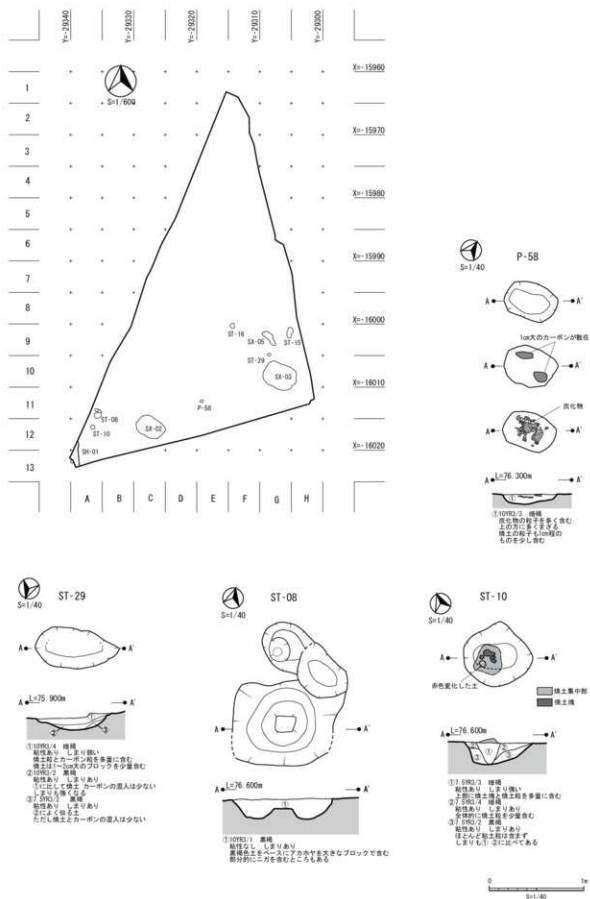 Y=-29340
Y=-29330
Y=-29320
Y=-29310
Y=-29300
X=-15960
X=-15970
X=-15980
X=-15990
X=-16000
X=-16010
X=-16020
1
2
3
4
5
6
7
8
9
10
11
12
13
A
B
C
D
E
F
G
H
S=1/600
ST-16
SX-05
ST-15
ST-29
SX-03
P-58
ST-08
ST-10
SX-02
SH-01
S=1/40
P-58
A
A'
1cm大のカーボンが散在
A
A'
炭化物
A
A'
L=76.300m
A
A'
①
①10YR3/3 暗褐
炭化物の粒子を多く含む
上の方に多くまざる
焼土の粒子も1cm程の
ものを少し含む
S=1/40
ST-29
A
A'
L=75.900m
A
A'
①
②
③
①10YR3/4 暗褐
粘性あり しまり強い
焼土粒とカーボン粒を多量に含む
焼土は1~2cm大のブロックを少量含む
②10YR3/2 黒褐
粘性あり しまりあり
①に比して焼土 カーボンの混入は少ない
しまりも強くなる
③7.5YR3/2 黒褐
粘性あり しまりあり
②によく似る土
ただし焼土とカーボンの混入は少ない
S=1/40
ST-08
A
A'
L=76.600m
A
A'
①
①10YR3/1 黒褐
粘性なし しまりあり
黒褐色土をベースにアカホヤを大きなブロックで含む
部分的にニガを含むところもある
S=1/40
ST-10
A
A'
赤色変化した土
焼土集中部
焼土塊
L=76.600m
A
A'
①
②
③
①7.5YR3/3 暗褐
粘性あり しまり強い
上部に焼土塊と焼土粒を多量に含む
②7.5YR3/4 暗褐
粘性あり しまりあり
全体的に焼土粒を少量含む
③7.5YR3/2 黒褐
粘性あり しまりあり
ほとんど粘土粒は含まず
しまりも①②に比べてある
0
1m
S=1/40